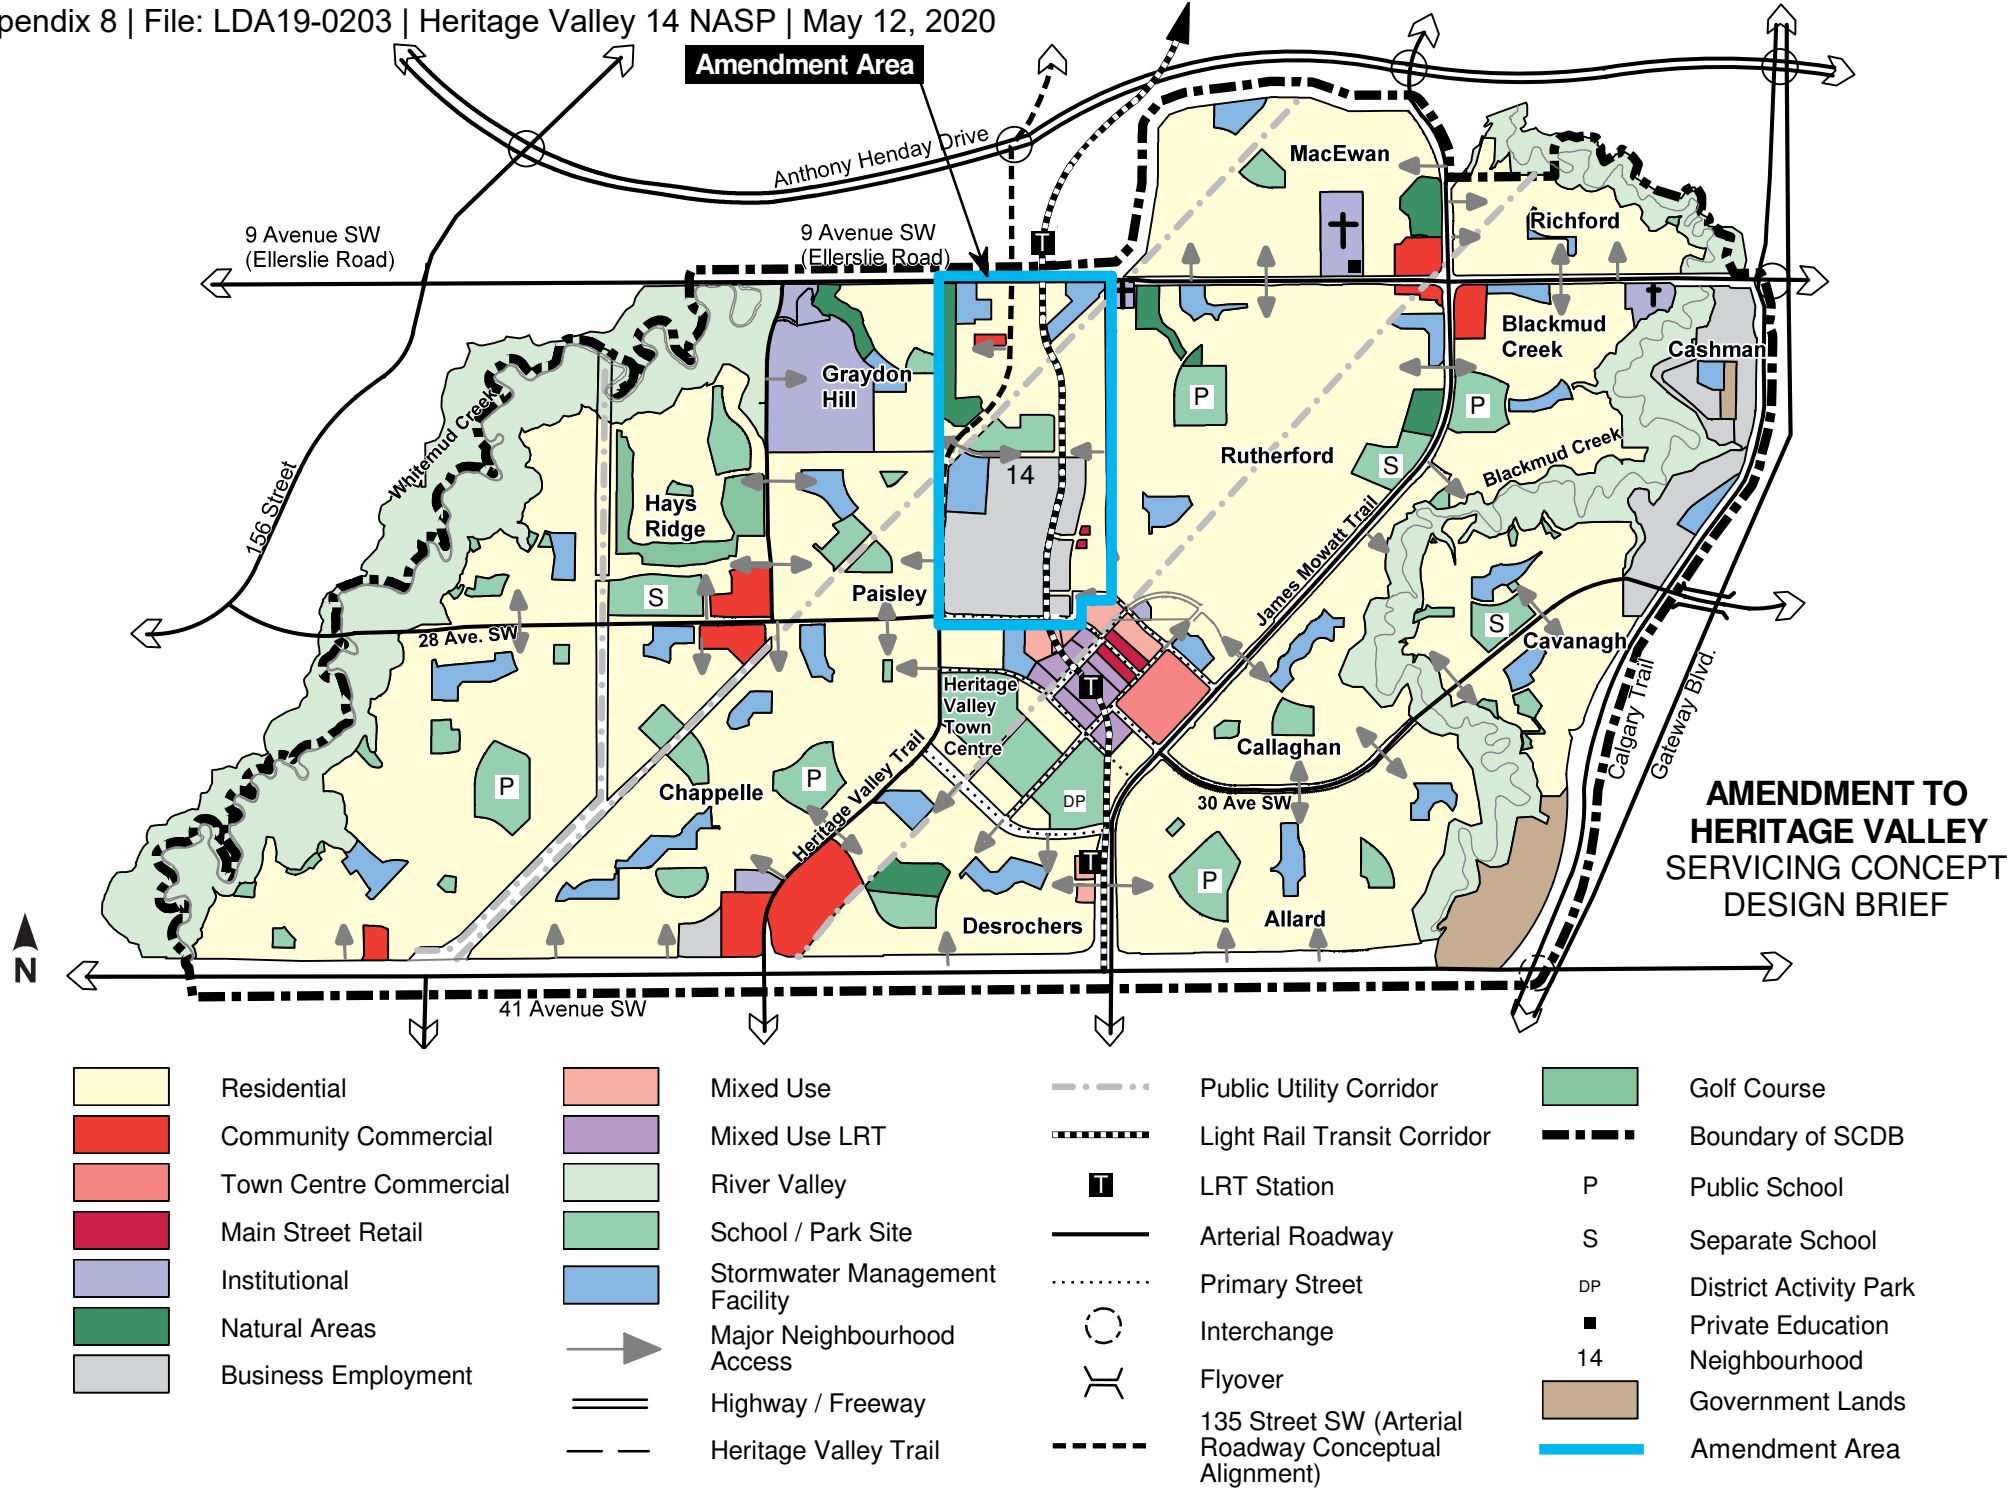 pendix 8 | File: LDA19-0203 | Heritage Valley 14 NASP | May 12, 2020
Amendment Area
Anthony Henday Drive
MacEwan
Richford
9 Avenue SW
(Ellerslie Road)
9 Avenue SW
(Ellerslie Road)
T
Blackmud
Creek
Cashman
Graydon
Hill
Whitemud Creek
P
P
Rutherford
S
Blackmud Creek
14
156 Street
Hays
Ridge
S
Paisley
James Mowatt Trail
S
Cavanagh
28 Ave. SW
Heritage
Valley
Town
Centre
T
Calgary Trail
Gateway Blvd.
Callaghan
P
Chappelle
P
Heritage Valley Trail
DP
30 Ave SW
T
P
Allard
Desrochers
AMENDMENT TO
HERITAGE VALLEY
SERVICING CONCEPT
DESIGN BRIEF
N
41 Avenue SW
Residential
Community Commercial
Town Centre Commercial
Main Street Retail
Institutional
Natural Areas
Business Employment
Mixed Use
Mixed Use LRT
River Valley
School / Park Site
Stormwater Management
Facility
Major Neighbourhood
Access
Highway / Freeway
Heritage Valley Trail
Public Utility Corridor
Light Rail Transit Corridor
T
LRT Station
Arterial Roadway
Primary Street
Interchange
Flyover
135 Street SW (Arterial
Roadway Conceptual
Alignment)
Golf Course
Boundary of SCDB
P
Public School
S
Separate School
DP
District Activity Park
Private Education
14
Neighbourhood
Government Lands
Amendment Area